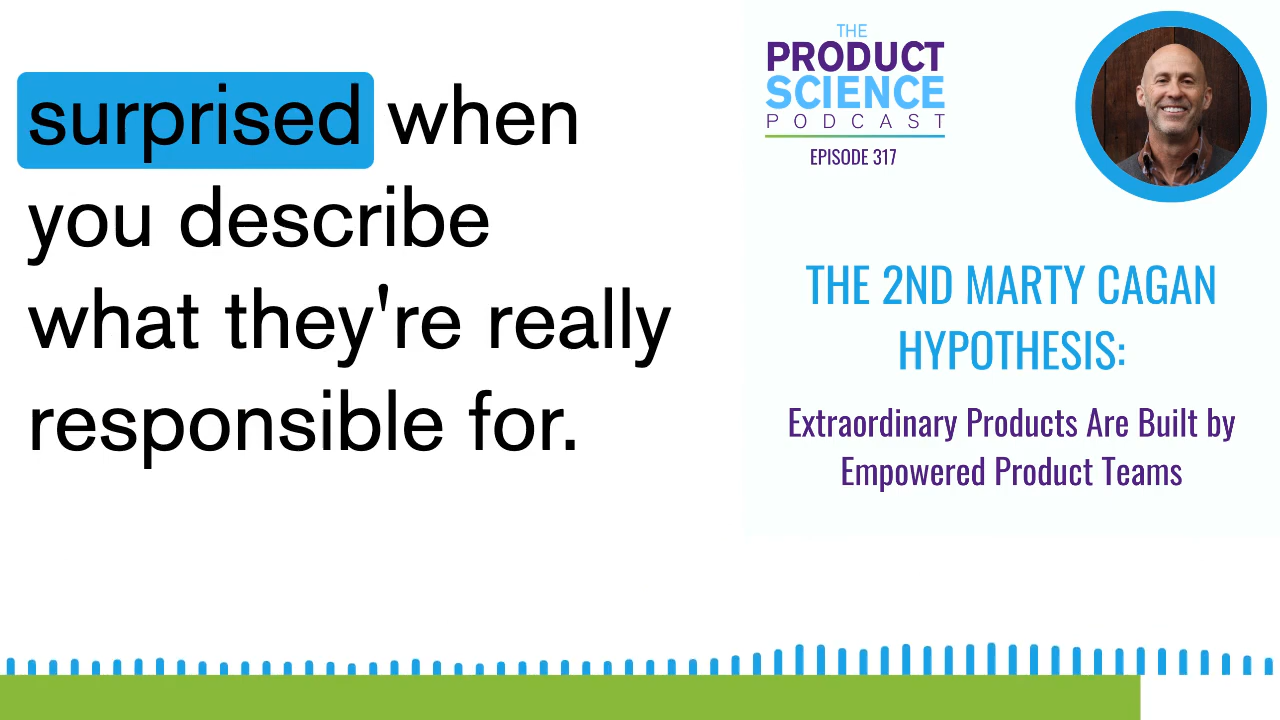 surprised when
you describe
what they're really
responsible for.
THE
PRODUCT
SCIENCE
PODCAST
EPISODE 317
THE 2ND MARTY CAGAN
HYPOTHESIS:
Extraordinary Products Are Built by
Empowered Product Teams